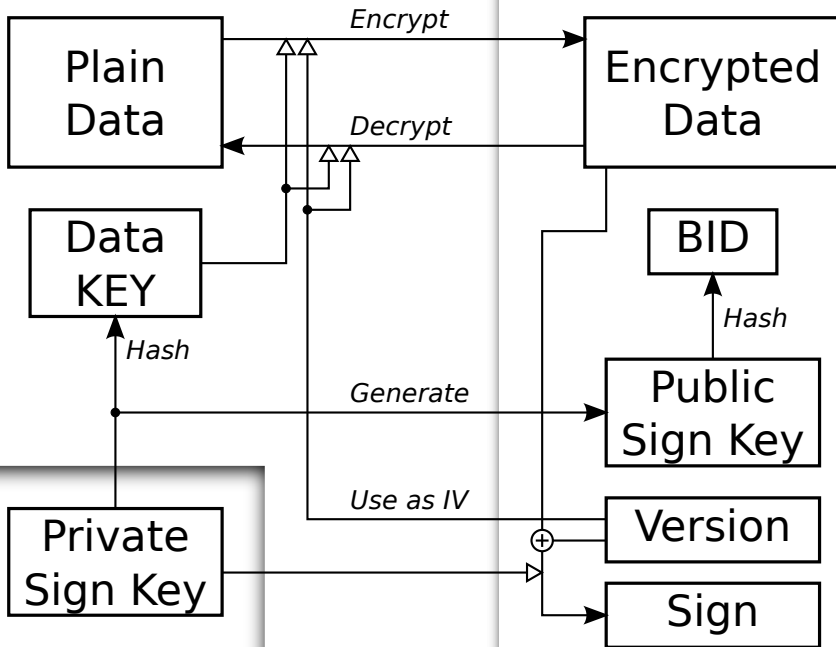 Encrypt
Plain
Data
Encrypted
Data
Decrypt
Data
KEY
BID
Hash
Hash
Generate
Public
Sign Key
Use as IV
Version
Private
Sign Key
Sign